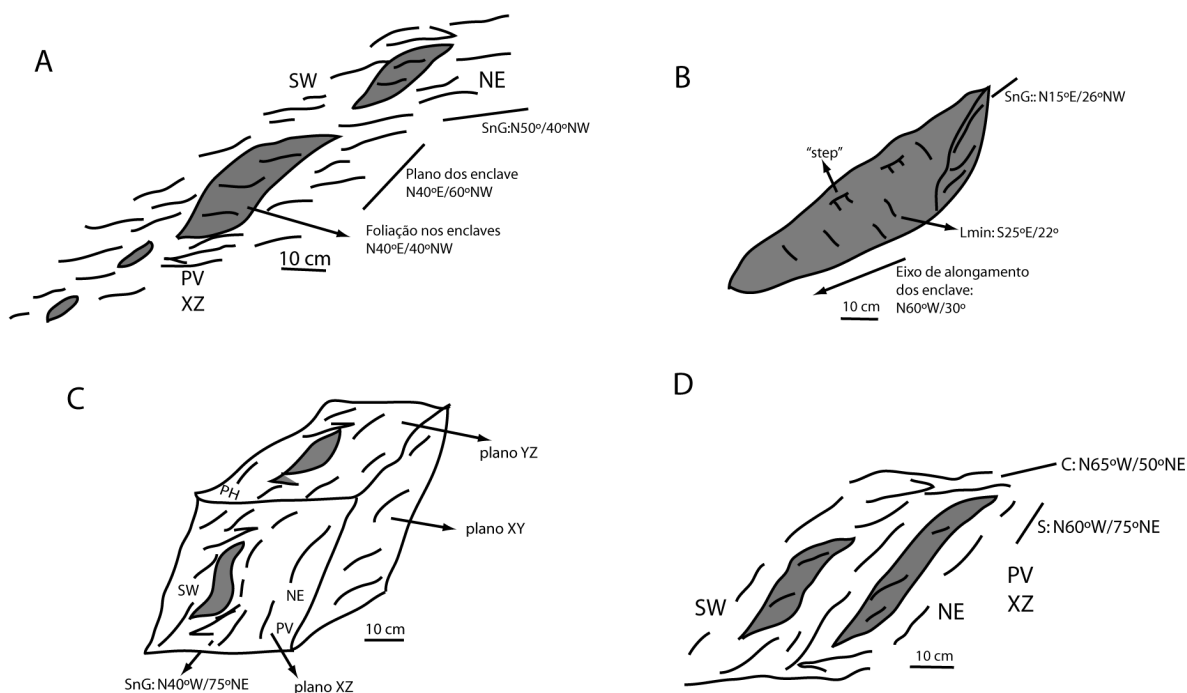 A
SW
NE
SnG:N50º/40ºNW
Plano dos enclave
N40ºE/60ºNW
Foliação nos enclaves
N40ºE/40ºNW
10 cm
PV
XZ
B
SnG:: N15ºE/26ºNW
"step"
Lmin: S25ºE/22º
Eixo de alongamento
dos enclave:
N60ºW/30º
10 cm
C
plano YZ
PH
plano XY
SW
NE
PV
10 cm
SnG: N40ºW/75ºNE
plano XZ
D
C: N65ºW/50ºNE
S: N60ºW/75ºNE
PV
XZ
SW
NE
10 cm